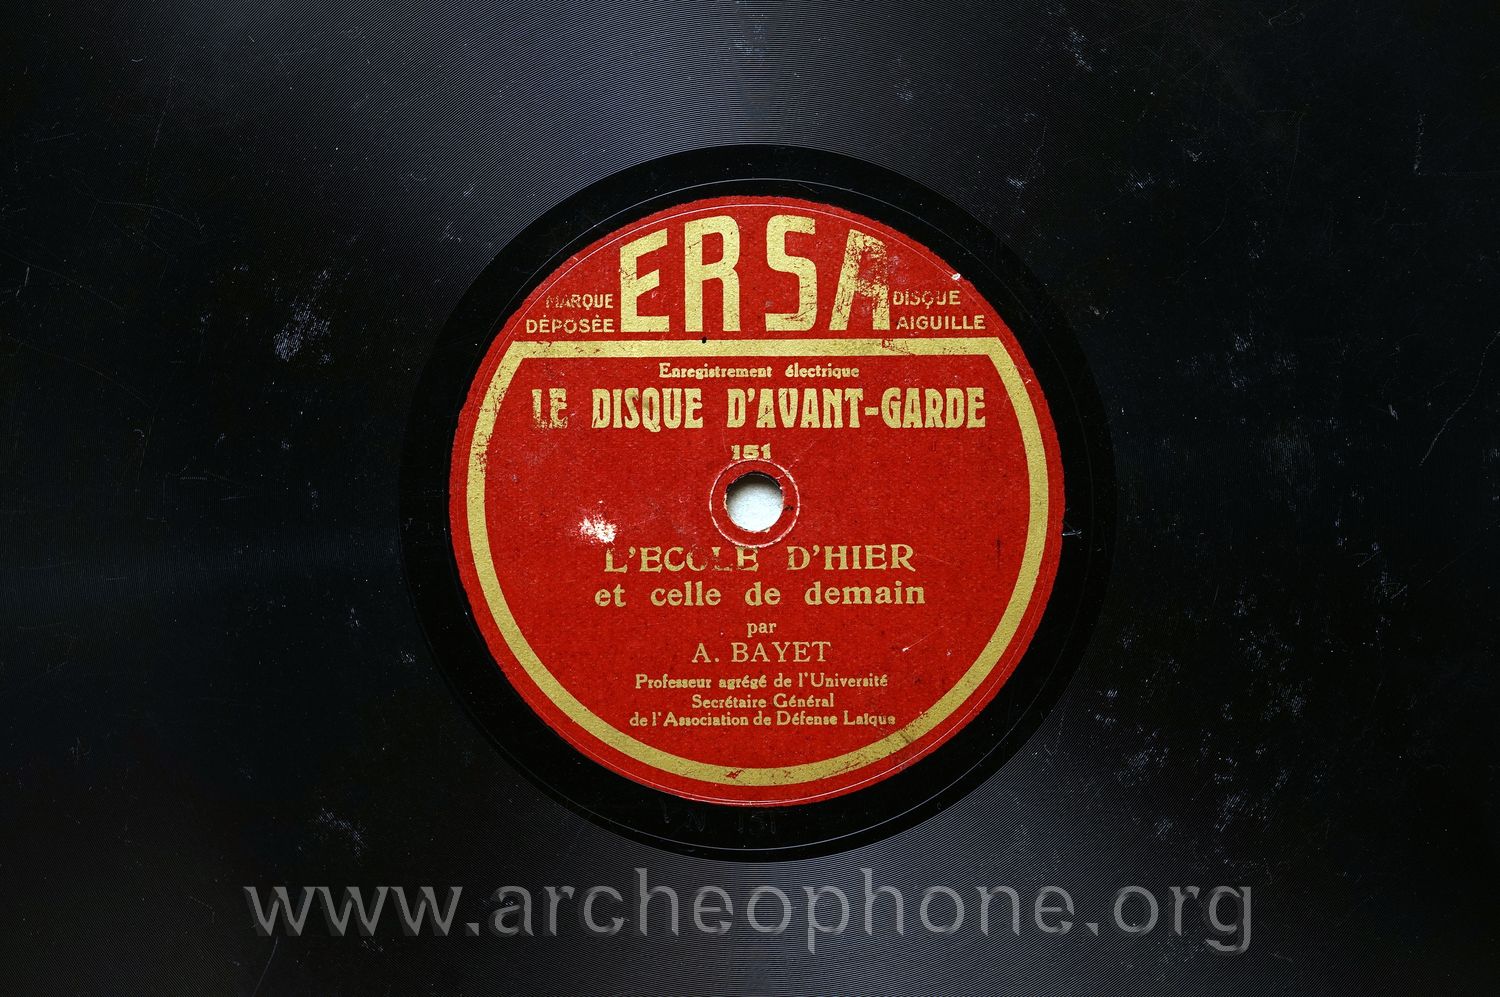 ERSA
MARQUE
DÉPOSÉE
DISQUE
AIGUILLE
Enregistrement électrique
LE DISQUE D'AVANT-GARDE
151
L'ECOLE D'HIER
et celle de demain
par
A. BAYET
Professeur agrégé de l'Université
Secrétaire Général
de l'Association de Défense Laïque
151
www.archeophone.org